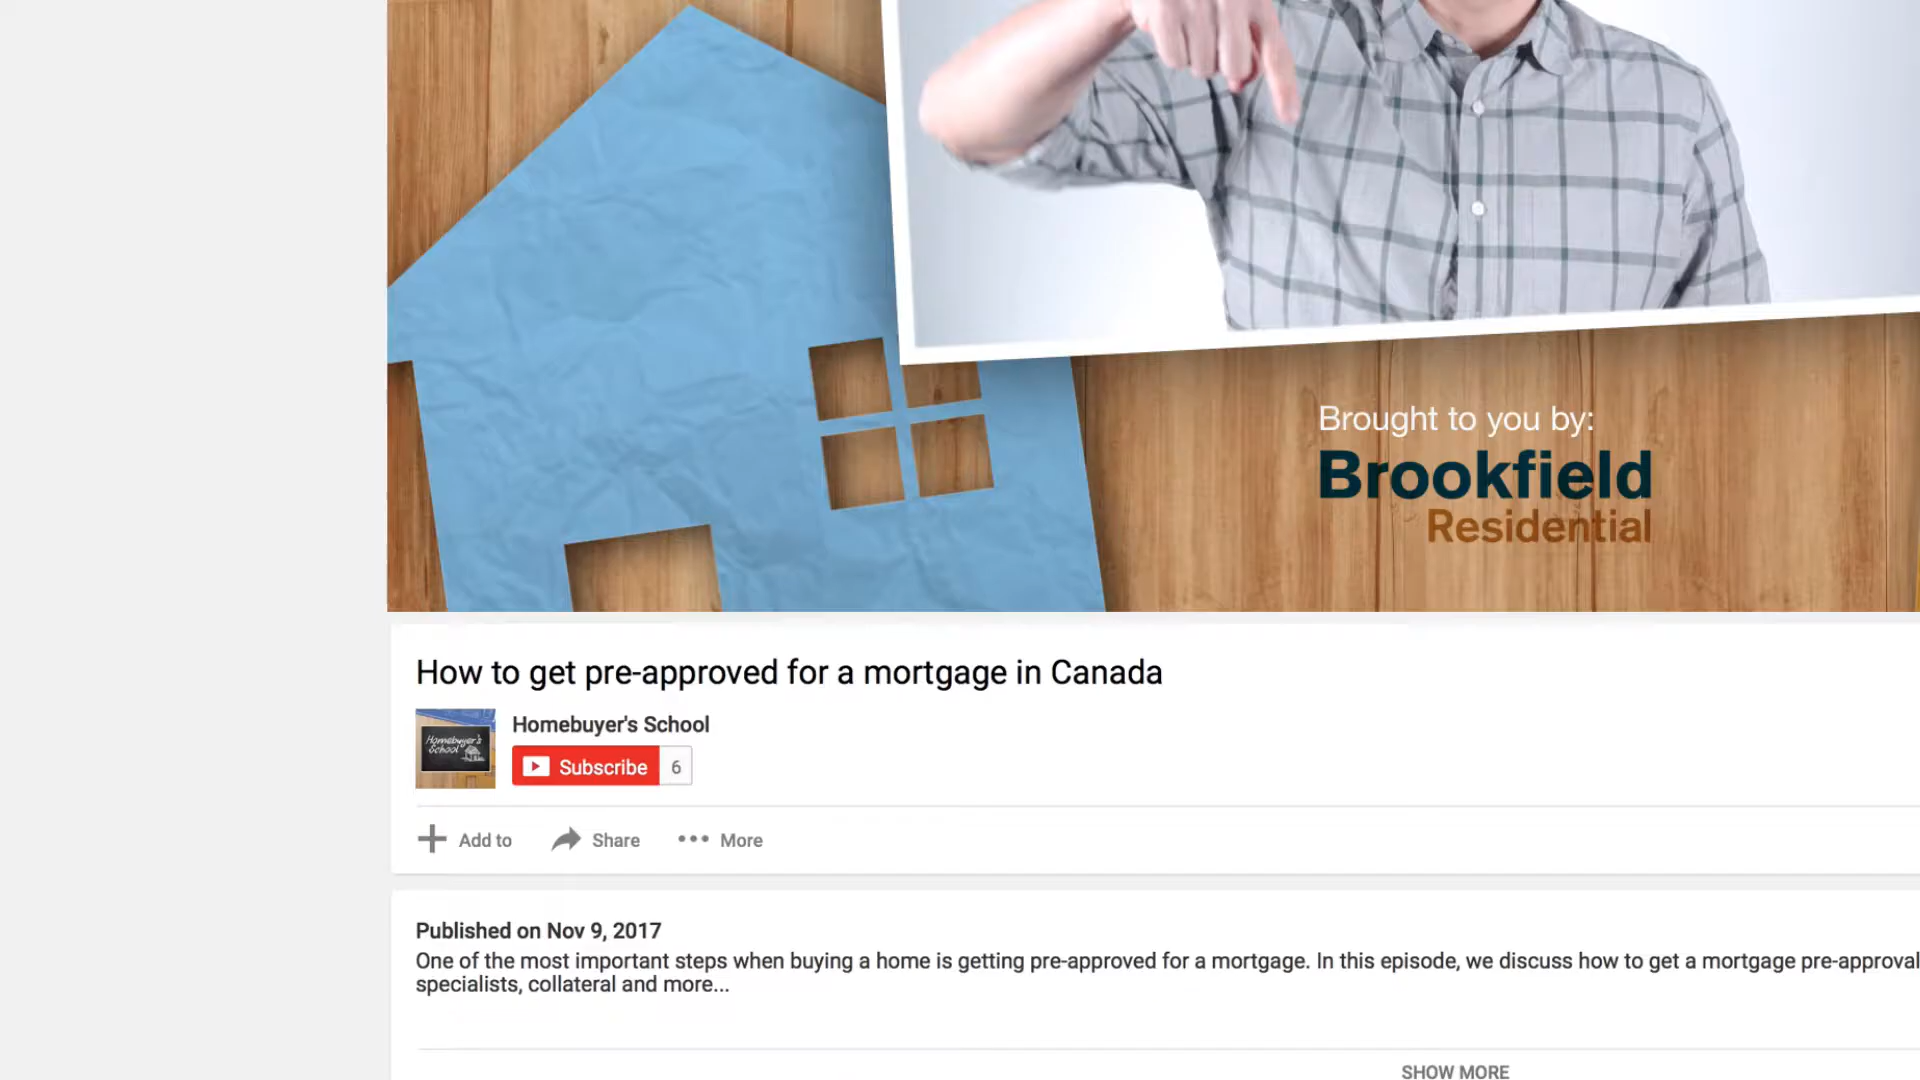 Brought to you by:
Brookfield
Residential
How to get pre-approved for a mortgage in Canada
Homebuyer's
School
Homebuyer's School
Subscribe 6
Add to Share More
Published on Nov 9, 2017
One of the most important steps when buying a home is getting pre-approved for a mortgage. In this episode, we discuss how to get a mortgage pre-approval
specialists, collateral and more...
SHOW MORE